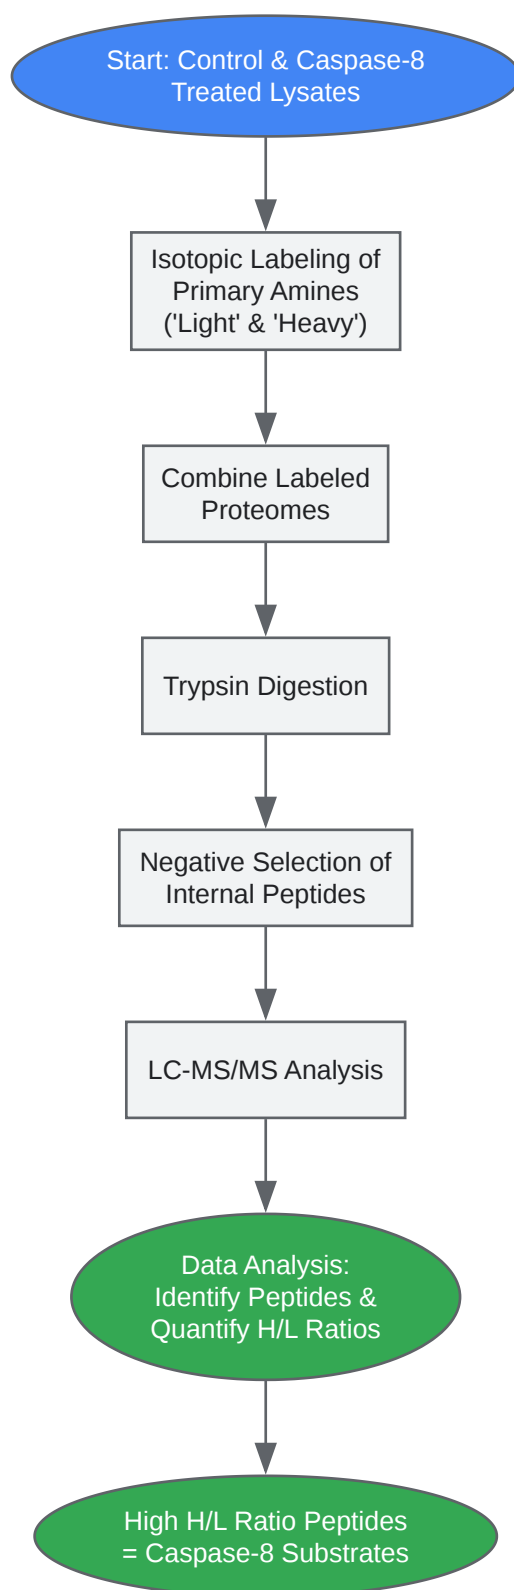 Start: Control & Caspase-8
Treated Lysates
Isotopic Labeling of
Primary Amines
('Light' & 'Heavy')
Combine Labeled
Proteomes
Trypsin Digestion
Negative Selection of
Internal Peptides
LC-MS/MS Analysis
Data Analysis:
Identify Peptides &
Quantify H/L Ratios
High H/L Ratio Peptides
= Caspase-8 Substrates